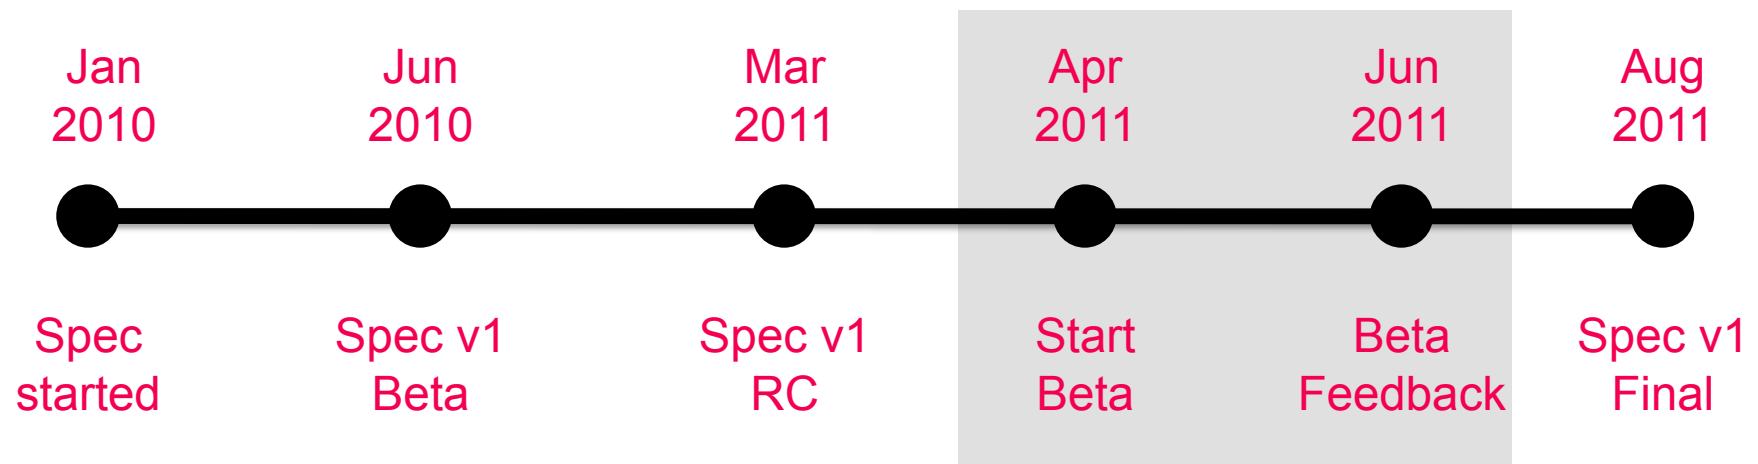 Jan
2010
Jun
2010
Mar
2011
Apr
2011
Jun
2011
Aug
2011
Spec
started
Spec v1
Beta
Spec v1
RC
Start
Beta
Beta
Feedback
Spec v1
Final